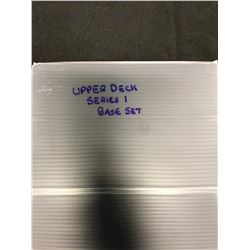 UPPER DECK
SERIES 1
BASE SET